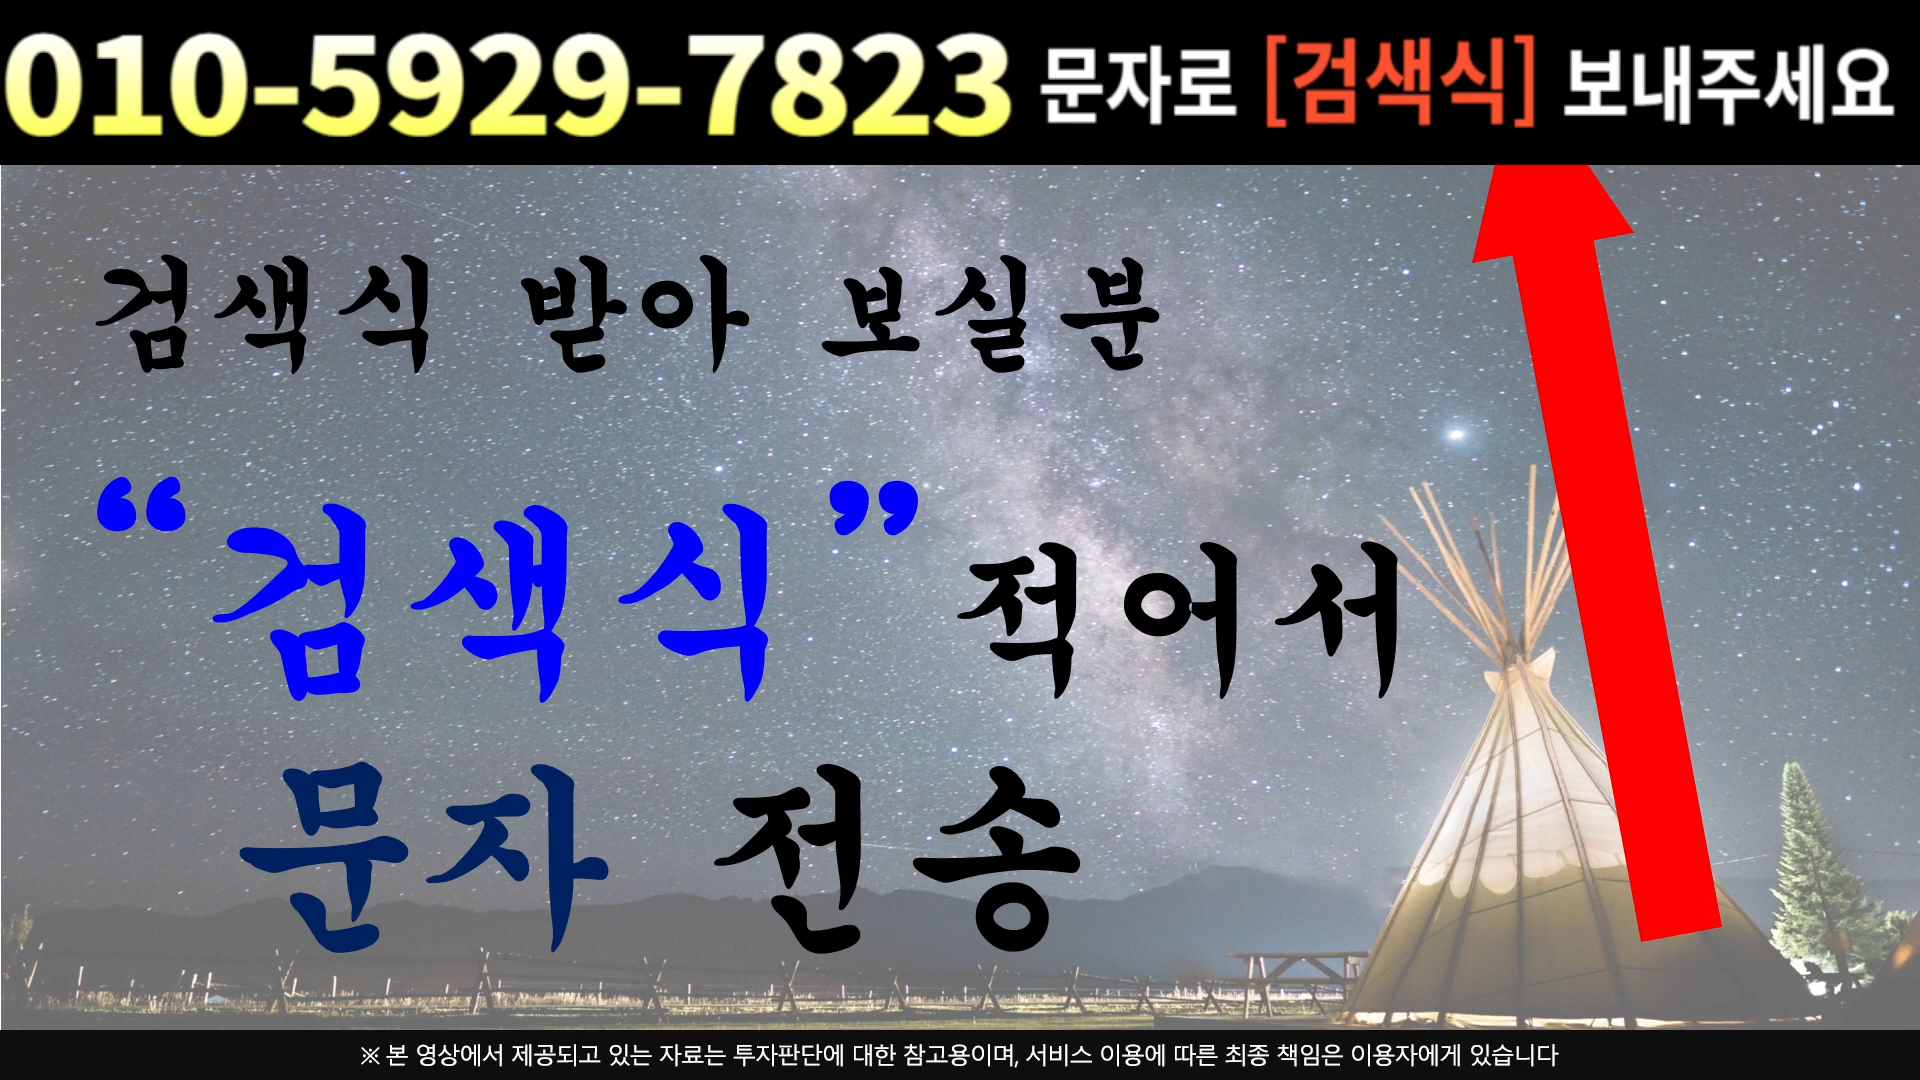 010-5929-7823 문자로 [검색식] 보내주세요
검색식 받아 보실분
“검색식” 적어서
문자 전송
※ 본 영상에서 제공되고 있는 자료는 투자판단에 대한 참고용이며, 서비스 이용에 따른 최종 책임은 이용자에게 있습니다